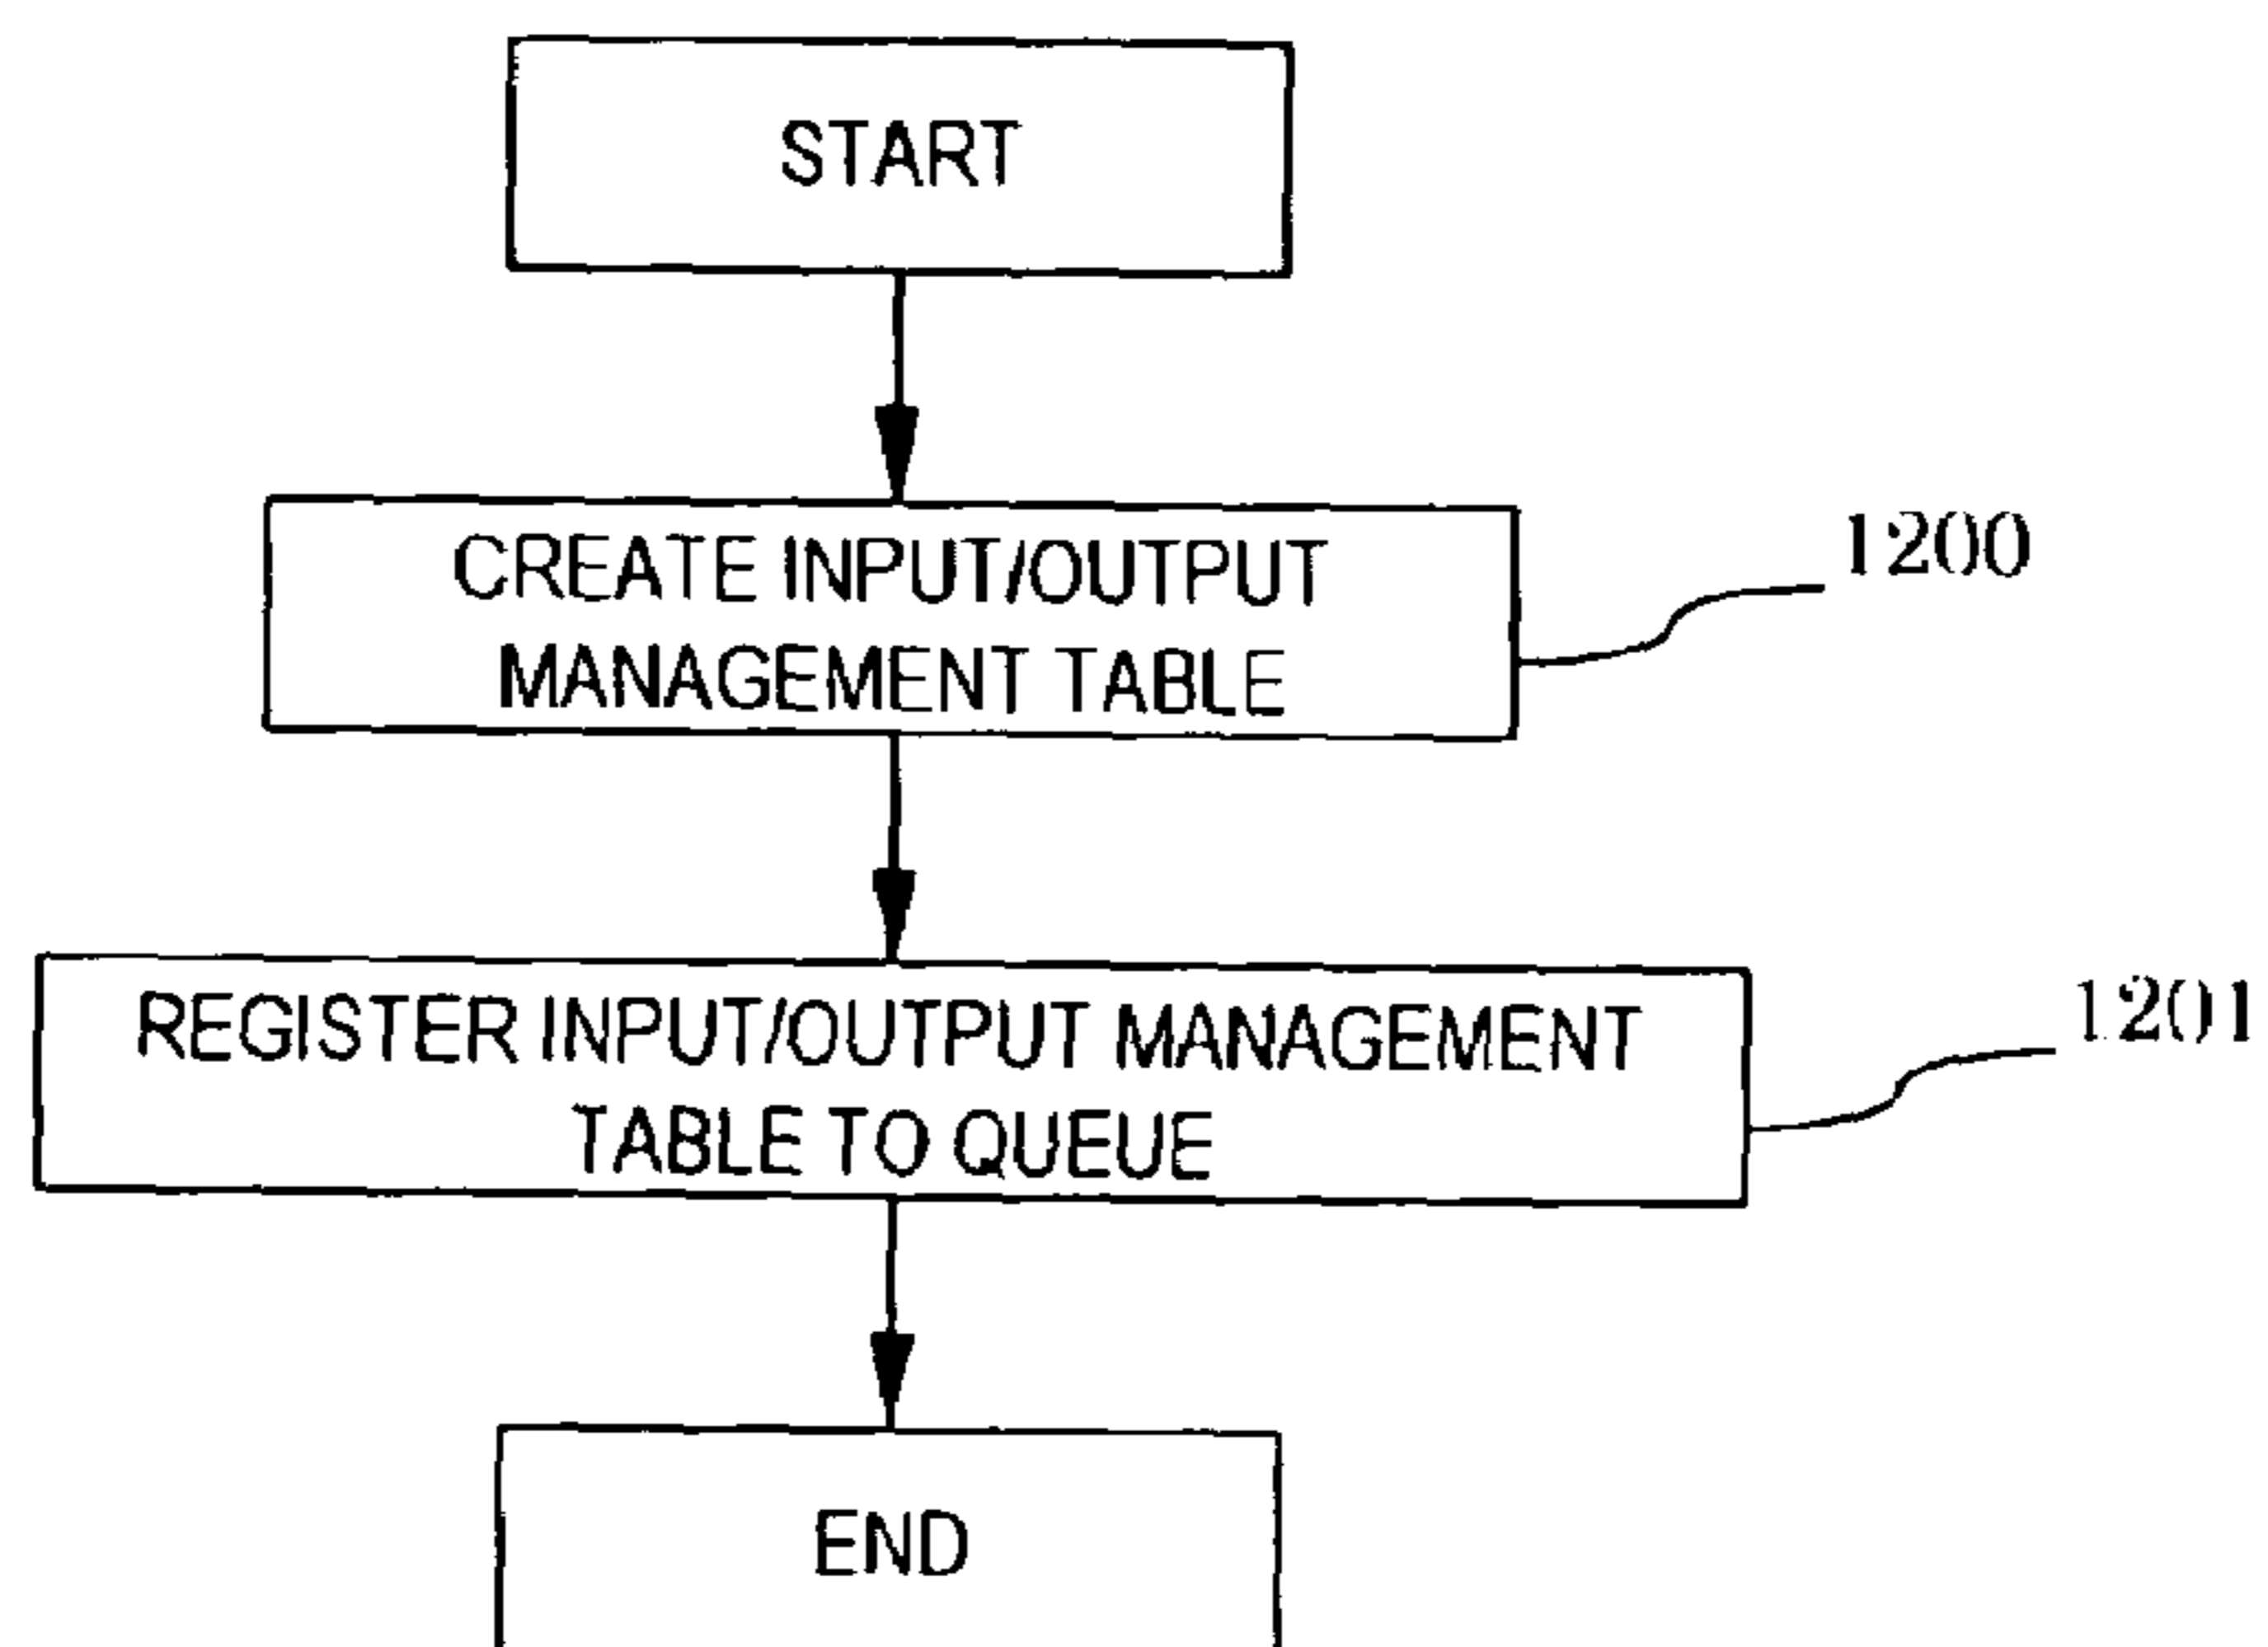 START
CREATE INPUT/OUTPUT
MANAGEMENT TABLE
1200
REGISTER INPUT/OUTPUT MANAGEMENT
TABLE TO QUEUE
1201
END